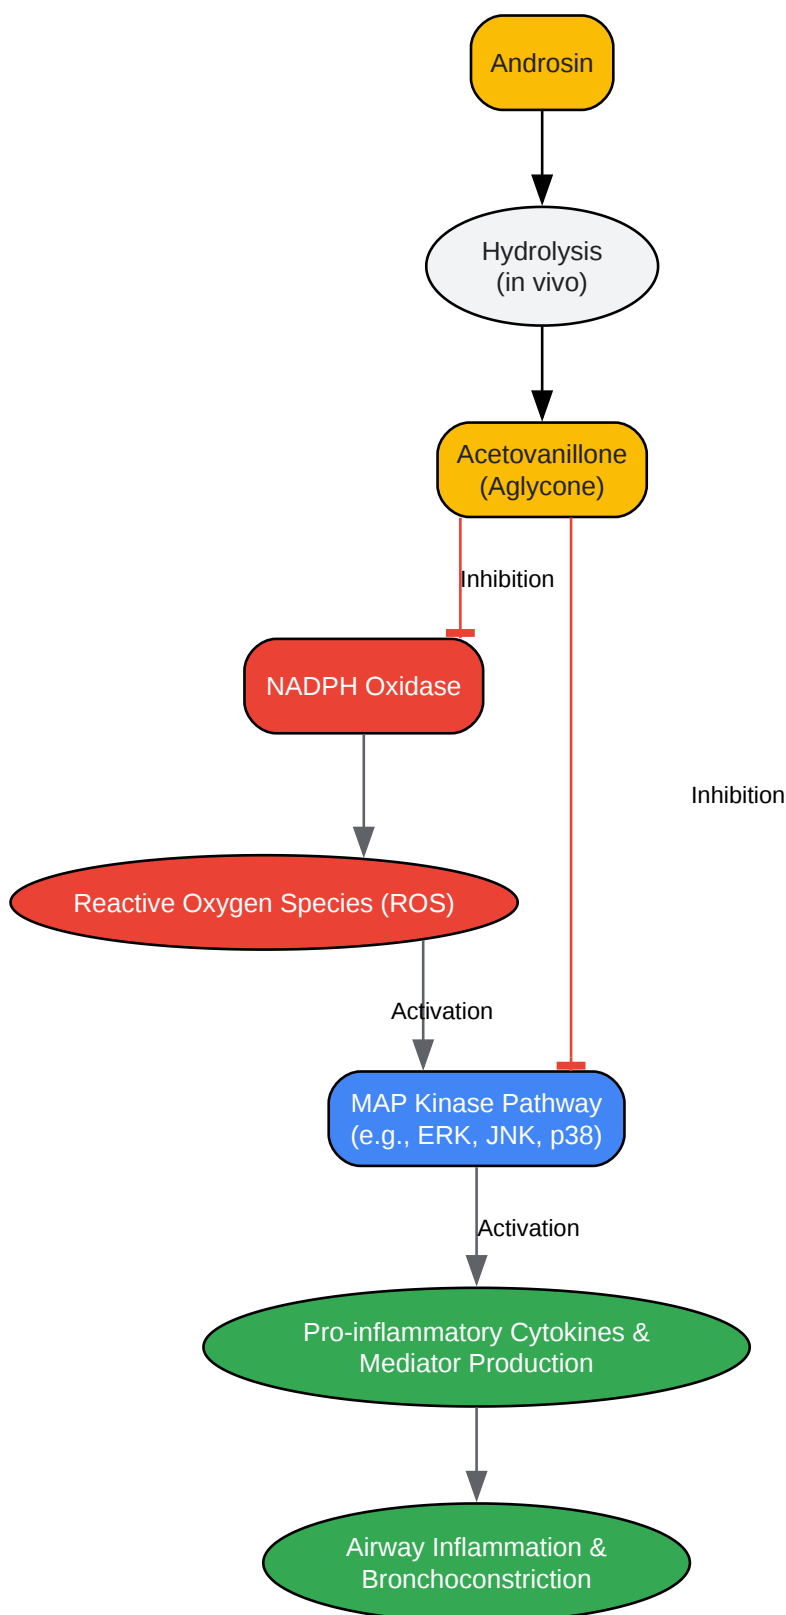 Androsin
Hydrolysis
(in vivo)
Acetovanillone
(Aglycone)
Inhibition
NADPH Oxidase
Inhibition
Reactive Oxygen Species (ROS)
Activation
MAP Kinase Pathway
(e.g., ERK, JNK, p38)
Activation
Pro-inflammatory Cytokines &
Mediator Production
Airway Inflammation &
Bronchoconstriction